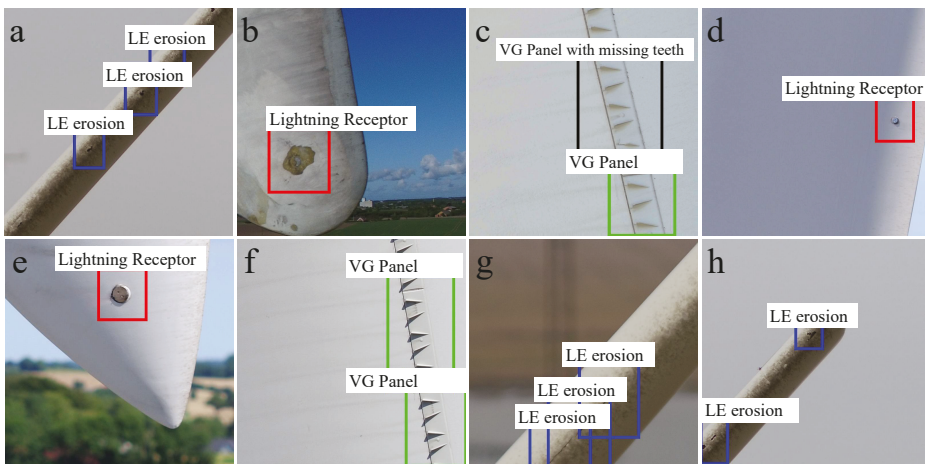 a
LE erosion
LE erosion
LE erosion
b
Lightning Receptor
c
VG Panel with missing teeth
VG Panel
d
Lightning Receptor
e
Lightning Receptor
f
VG Panel
VG Panel
g
LE erosion
LE erosion
LE erosion
h
LE erosion
LE erosion